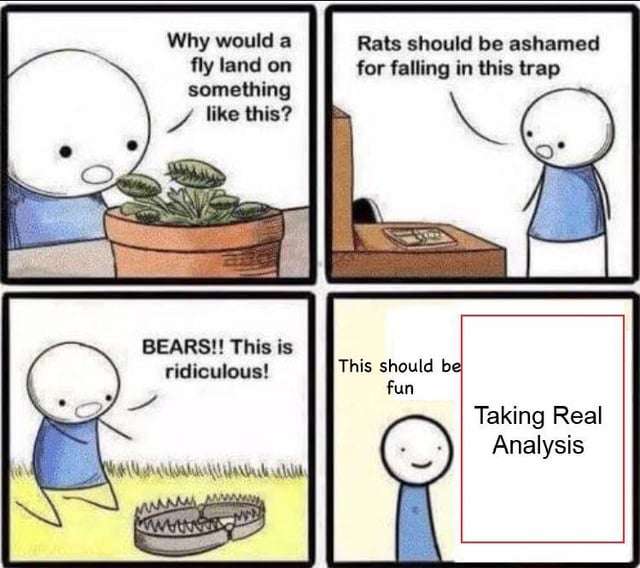 Why would a
fly land on
something
like this?
Rats should be ashamed
for falling in this trap
BEARS!! This is
ridiculous!
This should be
fun
Taking Real
Analysis